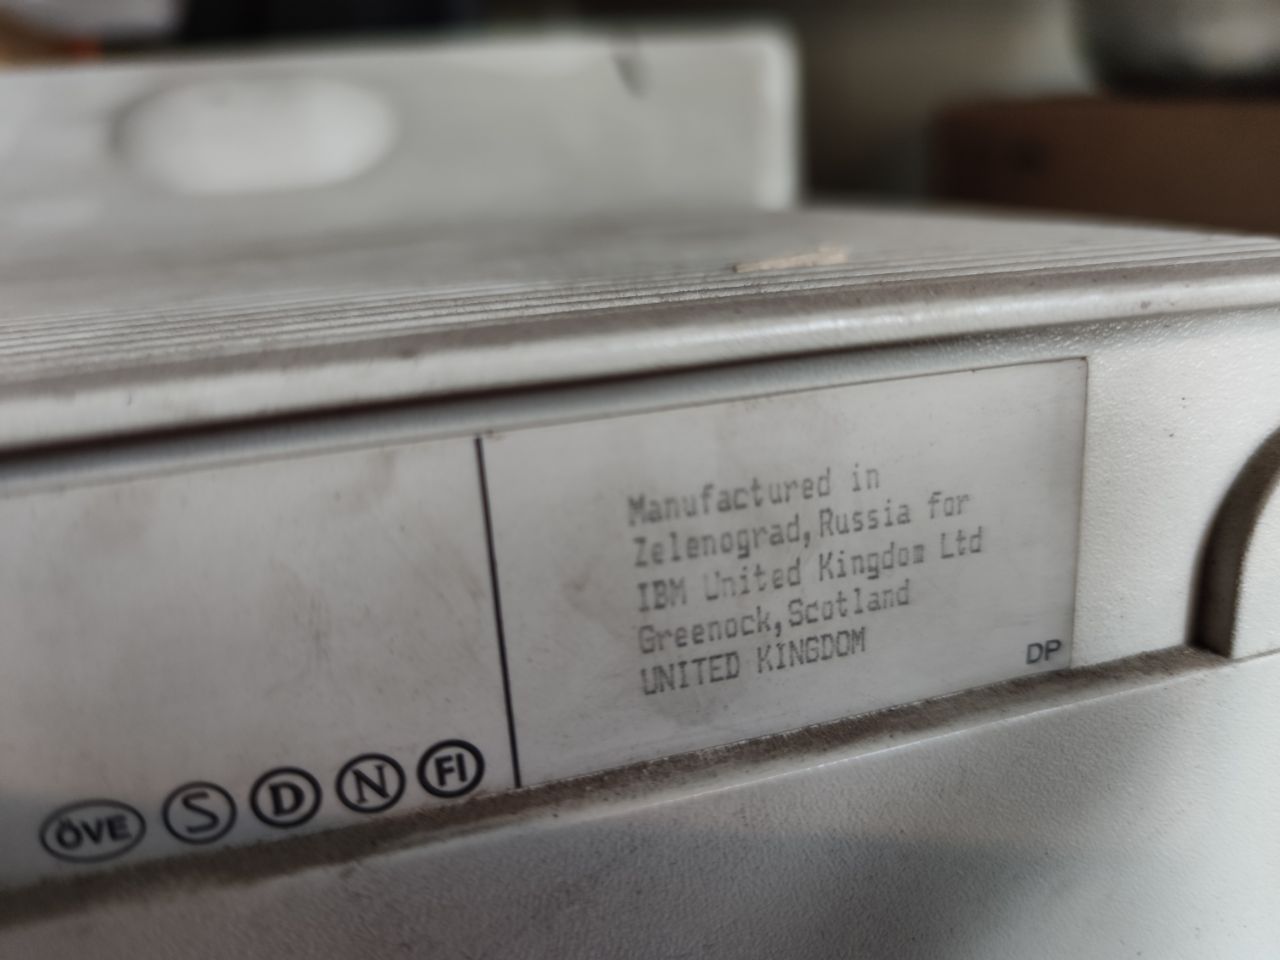 Manufactured in
Zelenograd, Russia for
IBM United Kingdom Ltd
Greenock, Scotland
UNITED KINGDOM
DP
ÖVE S D N FI